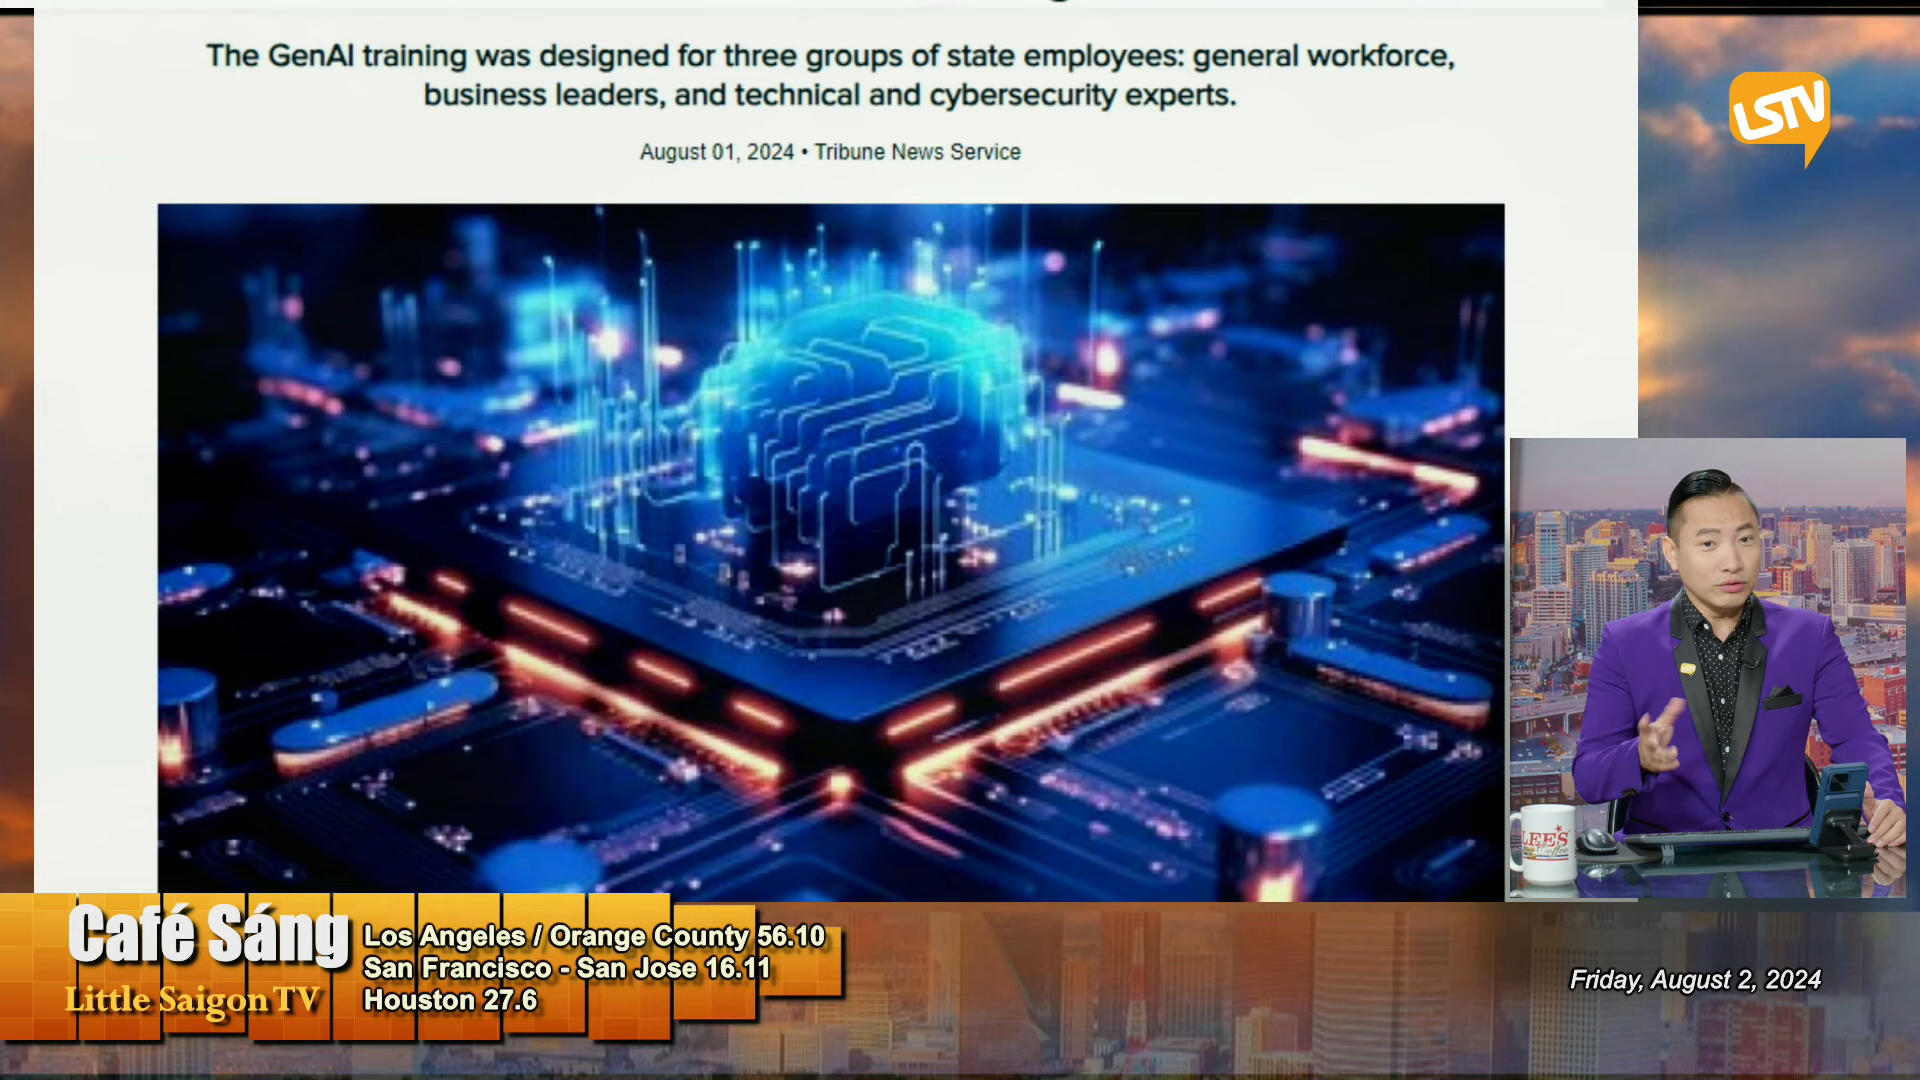 The GenAI training was designed for three groups of state employees: general workforce,
business leaders, and technical and cybersecurity experts.
August 01, 2024 • Tribune News Service
LSTV
LEE'S
Coffee
Café Sáng
Little Saigon TV
Los Angeles / Orange County 56.10
San Francisco - San Jose 16.11
Houston 27.6
Friday, August 2, 2024